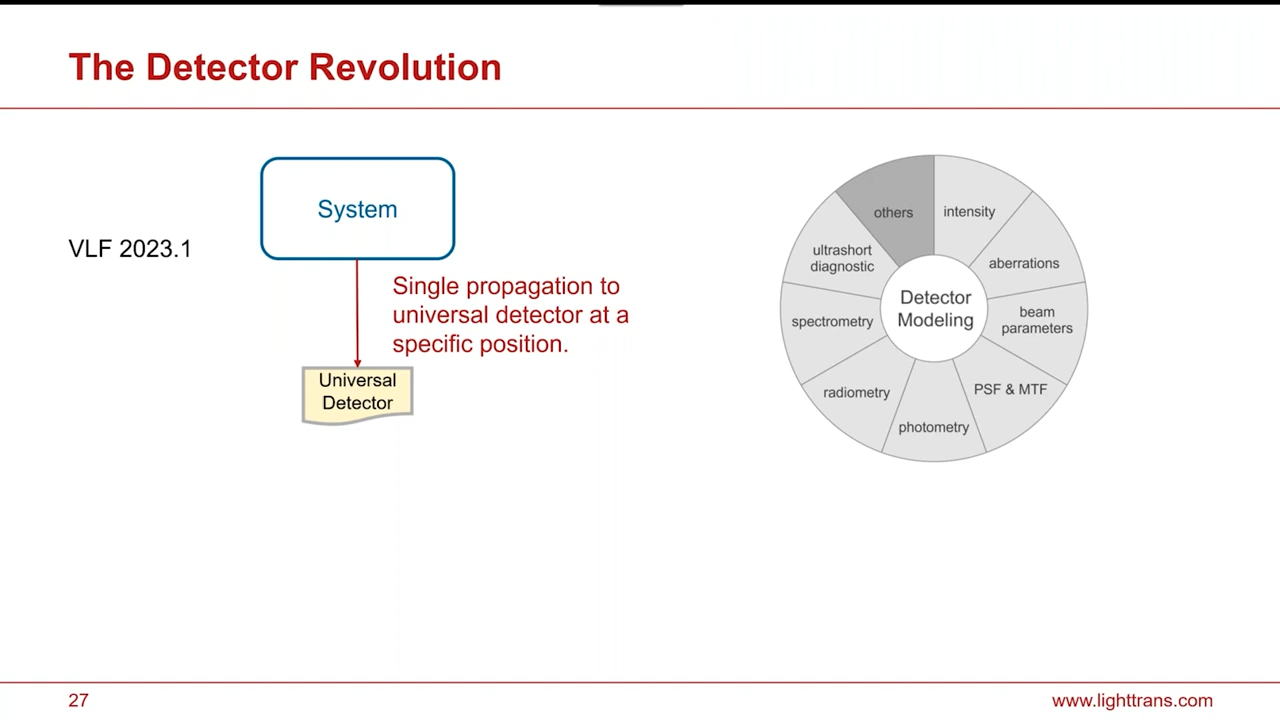 The Detector Revolution
System
VLF 2023.1
Single propagation to
universal detector at a
specific position.
Universal
Detector
Detector
Modeling
intensity
aberrations
beam
parameters
PSF & MTF
photometry
radiometry
spectrometry
ultrashort
diagnostic
others
27
www.lighttrans.com